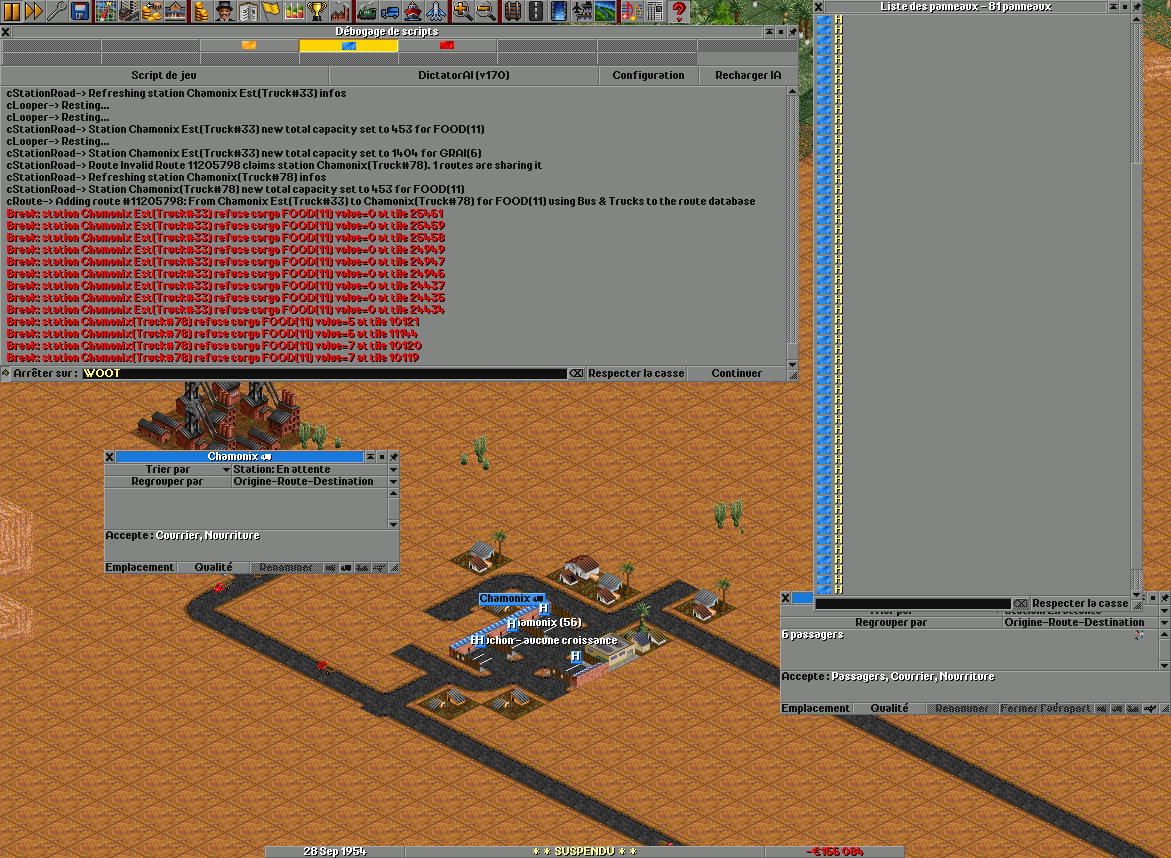 Liste des panneaux - 81 panneaux
Débogage de scripts
Script de jeu
DictatorAI (v170)
Configuration
Recharger IA
cStationRoad-> Refreshing station Chamonix Est(Truck#33) infos
cLooper-> Resting...
cLooper-> Resting...
cStationRoad-> Station Chamonix Est(Truck#33) new total capacity set to 453 for FOOD(11)
cLooper-> Resting...
cStationRoad-> Station Chamonix Est(Truck#33) new total capacity set to 1404 for GRAI(6)
cStationRoad-> Route Invalid Route 11205798 claims station Chamonix(Truck#78). 1 routes are sharing it
cStationRoad-> Refreshing station Chamonix(Truck#78) infos
cStationRoad-> Station Chamonix(Truck#78) new total capacity set to 453 for FOOD(11)
cRoute-> Adding route #11205798: From Chamonix Est(Truck#33) to Chamonix(Truck#78) for FOOD(11) using Bus & Trucks to the route database
Break: station Chamonix Est(Truck#33) refuse cargo FOOD(11) value=0 at tile 25461
Break: station Chamonix Est(Truck#33) refuse cargo FOOD(11) value=0 at tile 25459
Break: station Chamonix Est(Truck#33) refuse cargo FOOD(11) value=0 at tile 25458
Break: station Chamonix Est(Truck#33) refuse cargo FOOD(11) value=0 at tile 24949
Break: station Chamonix Est(Truck#33) refuse cargo FOOD(11) value=0 at tile 24947
Break: station Chamonix Est(Truck#33) refuse cargo FOOD(11) value=0 at tile 24946
Break: station Chamonix Est(Truck#33) refuse cargo FOOD(11) value=0 at tile 24437
Break: station Chamonix Est(Truck#33) refuse cargo FOOD(11) value=0 at tile 24435
Break: station Chamonix Est(Truck#33) refuse cargo FOOD(11) value=0 at tile 24434
Break: station Chamonix(Truck#78) refuse cargo FOOD(11) value=5 at tile 10121
Break: station Chamonix(Truck#78) refuse cargo FOOD(11) value=6 at tile 11144
Break: station Chamonix(Truck#78) refuse cargo FOOD(11) value=7 at tile 10120
Break: station Chamonix(Truck#78) refuse cargo FOOD(11) value=7 at tile 10119
Arrêter sur : WOOT
Respecter la casse
Continuer
Chamonix
Trier par
Station: En attente
Regrouper par
Origine-Route-Destination
Accepte : Courrier, Nourriture
Emplacement
Qualité
Renommer
Chamonix
H
H
amonix (56)
H
H
uchon - aucune croissance
H
Respecter la casse
Regrouper par
Origine-Route-Destination
6 passagers
Accepte : Passagers, Courrier, Nourriture
Emplacement
Qualité
Renommer
Fermer l'aéroport
28 Sep 1954
* * SUSPENDU * *
-€166 084